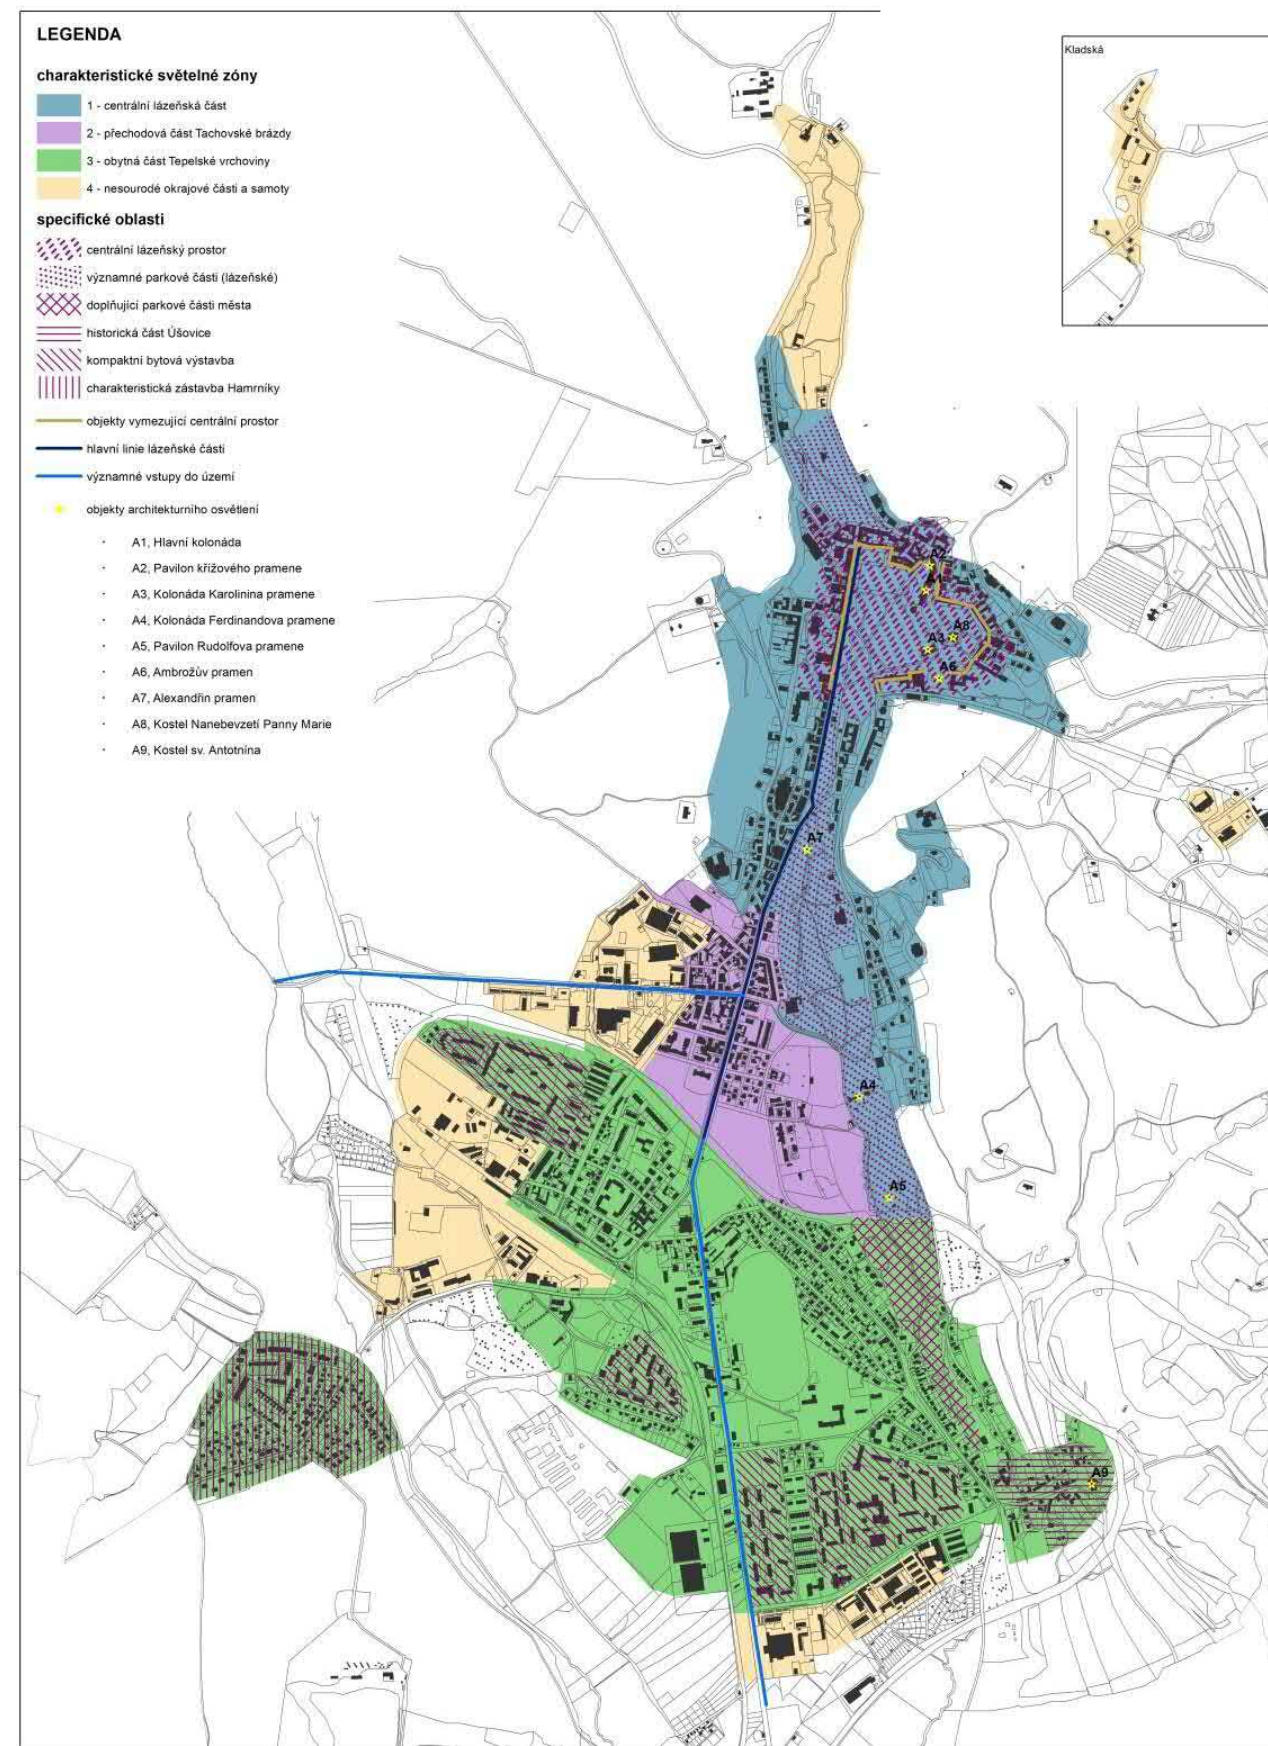 LEGENDA
charakteristické světelné zóny
1 - centrální lázeňská část
2 - přechodová část Tachovské brázdy
3 - obytná část Tepelské vrchoviny
4 - nesourodé okrajové části a samoty
specifické oblasti
centrální lázeňský prostor
významné parkové části (lázeňské)
doplňující parkové části města
historická část Úšovice
kompaktní bytová výstavba
charakteristická zástavba Hamrníky
objekty vymezující centrální prostor
hlavní linie lázeňské části
významné vstupy do území
objekty architekturního osvětlení
A1, Hlavní kolonáda
A2, Pavilon křížového pramene
A3, Kolonáda Karolinina pramene
A4, Kolonáda Ferdinandova pramene
A5, Pavilon Rudolfova pramene
A6, Ambrožův pramen
A7, Alexandřin pramen
A8, Kostel Nanebevzetí Panny Marie
A9, Kostel sv. Antotnína
Kladská
A2
A1
A8
A3
A6
A7
A4
A5
A9